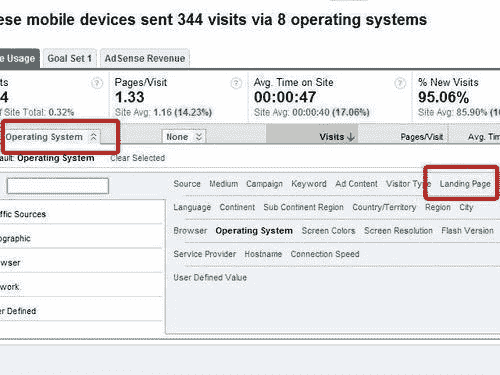 ese mobile devices sent 344 visits via 8 operating systems
e Usage Goal Set 1 AdSense Revenue
ts ? Pages/Visit ? Avg. Time on Site ? % New Visits
4 1.33 00:00:47 95.06%
f Site Total: 0.32% Site Avg: 1.16 (14.23%) Site Avg: 00:00:40 (17.06%) Site Avg: 85.90% (10
Operating System None Visits Pages/Visit Avg. Tim
ault: Operating System Clear Selected
Source Medium Campaign Keyword Ad Content Visitor Type Landing Page
Language Continent Sub Continent Region Country/Territory Region City
affic Sources
Browser Operating System Screen Colors Screen Resolution Flash Version
ographic
Service Provider Hostname Connection Speed
owser
User Defined Value
work
er Defined